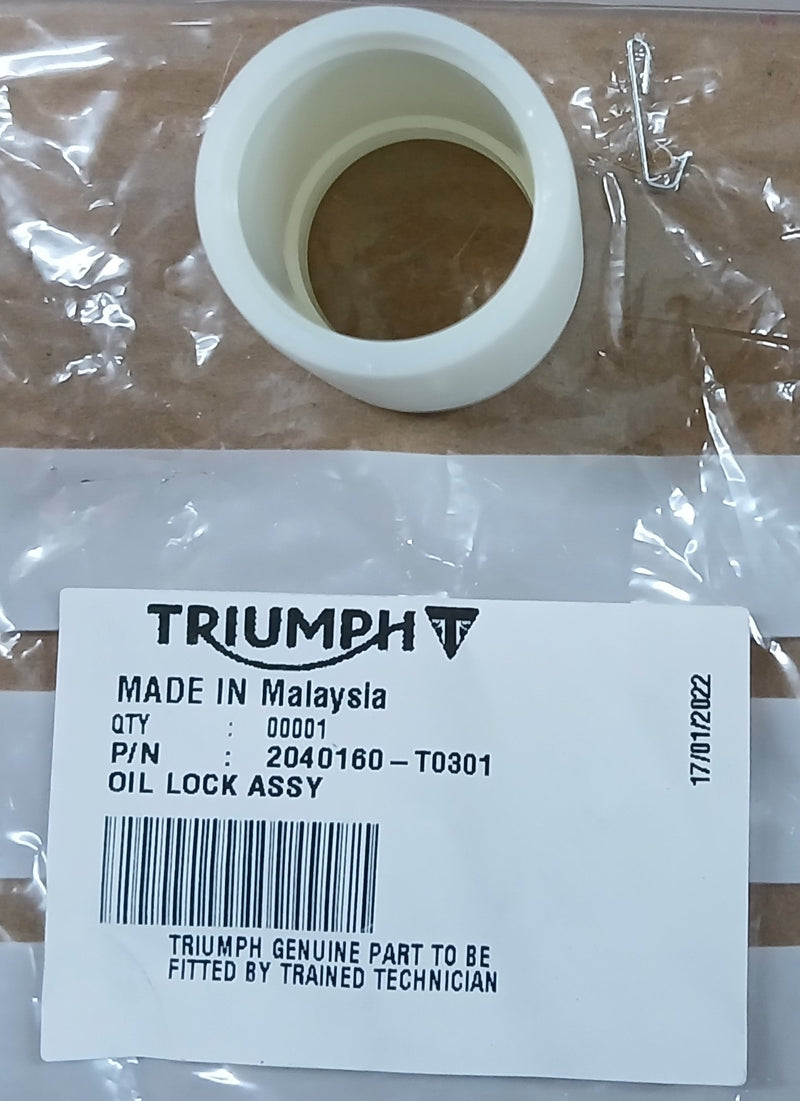 TRIUMPH
MADE IN Malaysia
QTY : 00001
P/N : 2040160-T0301
OIL LOCK ASSY
TRIUMPH GENUINE PART TO BE
FITTED BY TRAINED TECHNICIAN
17/01/2022